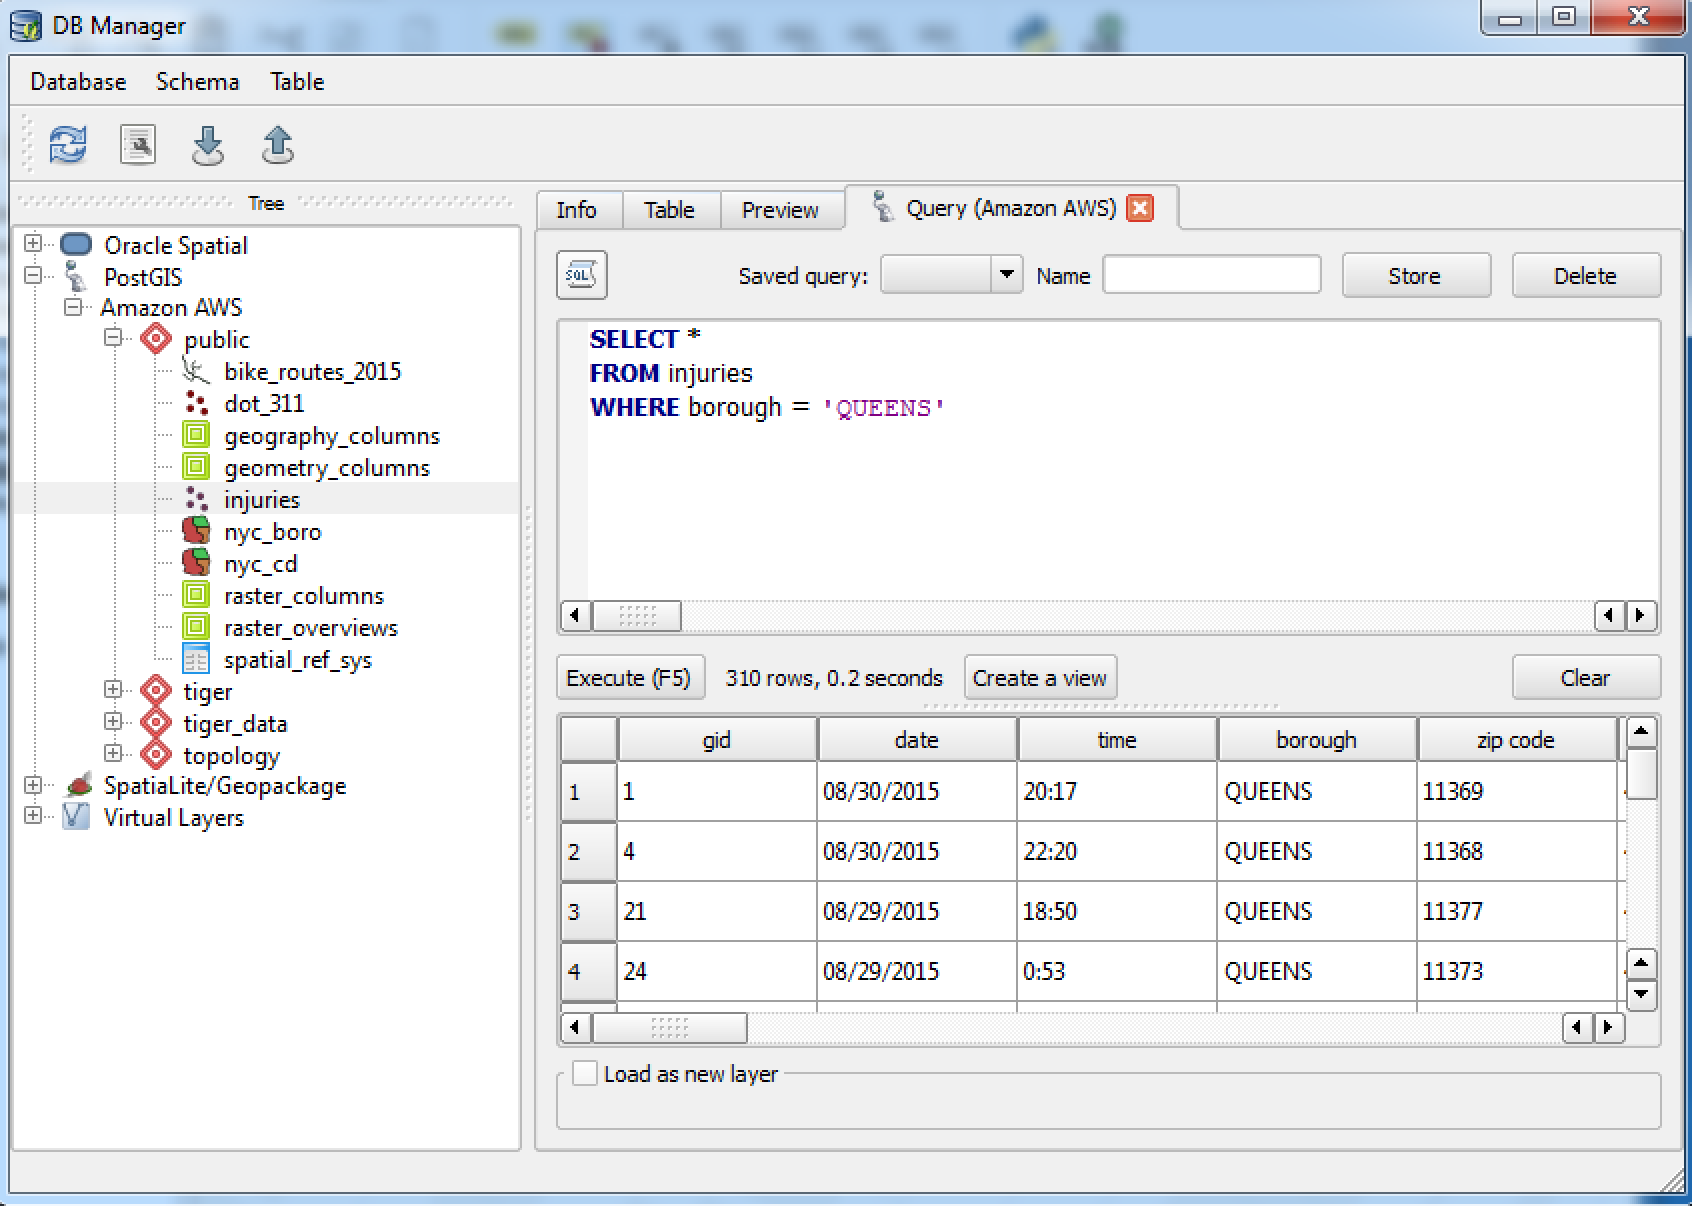 DB Manager
Database Schema Table
Tree
Oracle Spatial
PostGIS
Amazon AWS
public
bike_routes_2015
dot_311
geography_columns
geometry_columns
injuries
nyc_boro
nyc_cd
raster_columns
raster_overviews
spatial_ref_sys
tiger
tiger_data
topology
SpatiaLite/Geopackage
Virtual Layers
Info Table Preview Query (Amazon AWS)
SQL Saved query: Name Store Delete
SELECT *
FROM injuries
WHERE borough = 'QUEENS'
Execute (F5) 310 rows, 0.2 seconds Create a view Clear
gid date time borough zip code
1 1 08/30/2015 20:17 QUEENS 11369
2 4 08/30/2015 22:20 QUEENS 11368
3 21 08/29/2015 18:50 QUEENS 11377
4 24 08/29/2015 0:53 QUEENS 11373
Load as new layer